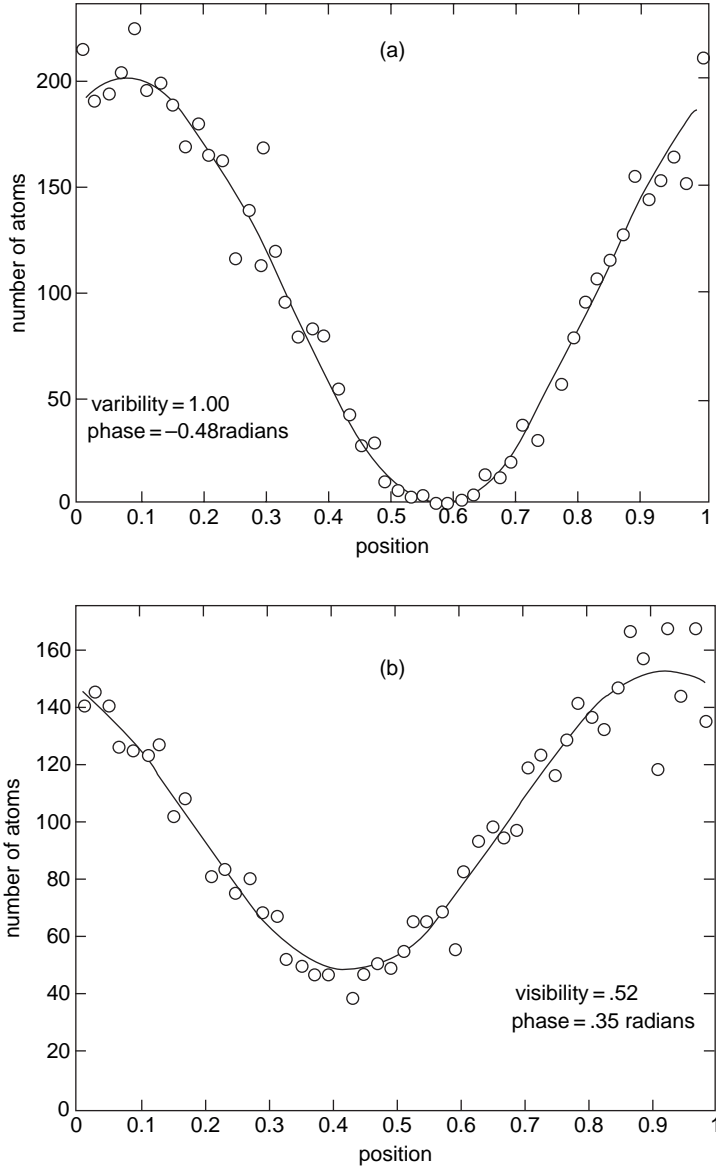 (a)
200
150
100
50
0
number of atoms
varibility = 1.00
phase = –0.48radians
0 0.1 0.2 0.3 0.4 0.5 0.6 0.7 0.8 0.9 1
position
(b)
160
140
120
100
80
60
40
20
0
number of atoms
visibility = .52
phase = .35 radians
0 0.1 0.2 0.3 0.4 0.5 0.6 0.7 0.8 0.9 1
position